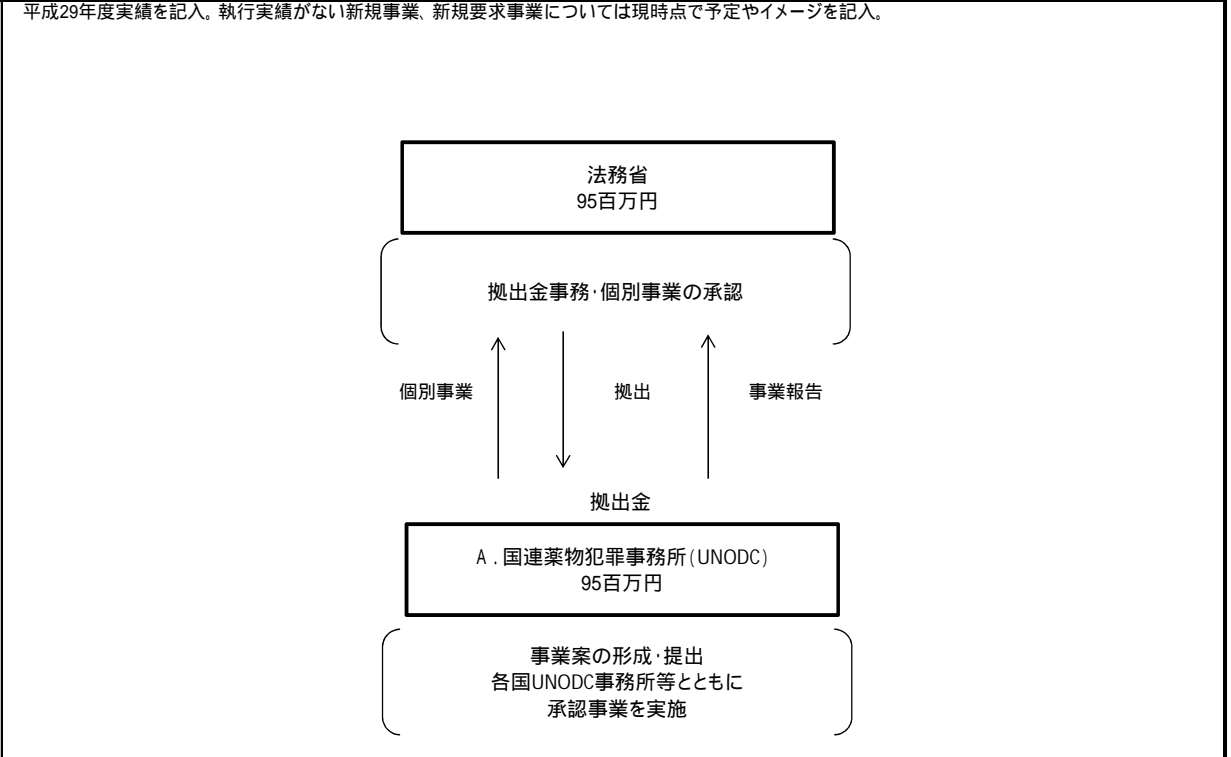 平成29年度実績を記入。執行実績がない新規事業、新規要求事業については現時点で予定やイメージを記入。
法務省
95百万円
拠出金事務・個別事業の承認
個別事業
拠出
事業報告
拠出金
A．国連薬物犯罪事務所(UNODC)
95百万円
事業案の形成・提出
各国UNODC事務所等とともに
承認事業を実施